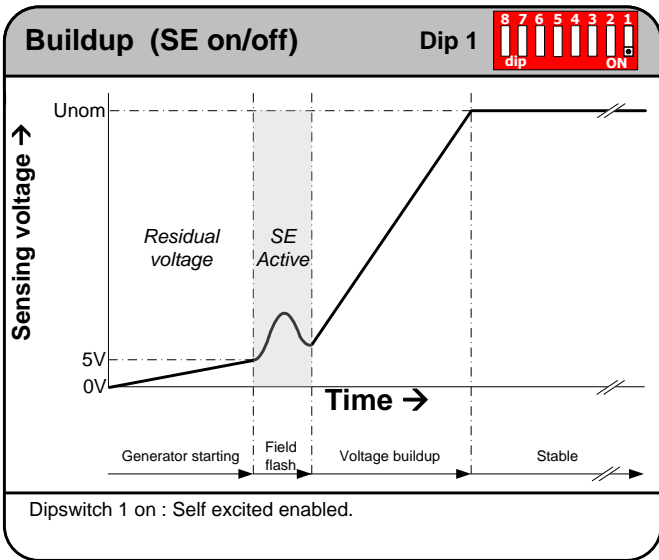 Buildup (SE on/off)
Dip 1
8 7 6 5 4 3 2 1
dip
ON
Sensing voltage →
Unom
Residual
voltage
SE
Active
5V
0V
Time →
Generator starting
Field
flash
Voltage buildup
Stable
Dipswitch 1 on : Self excited enabled.